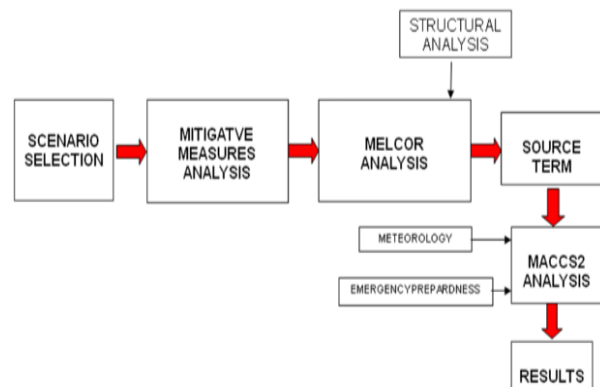 STRUCTURAL
ANALYSIS
SCENARIO
SELECTION
MITIGATVE
MEASURES
ANALYSIS
MELCOR
ANALYSIS
SOURCE
TERM
METEOROLOGY
EMERGENCYPREPARDNESS
MACCS2
ANALYSIS
RESULTS